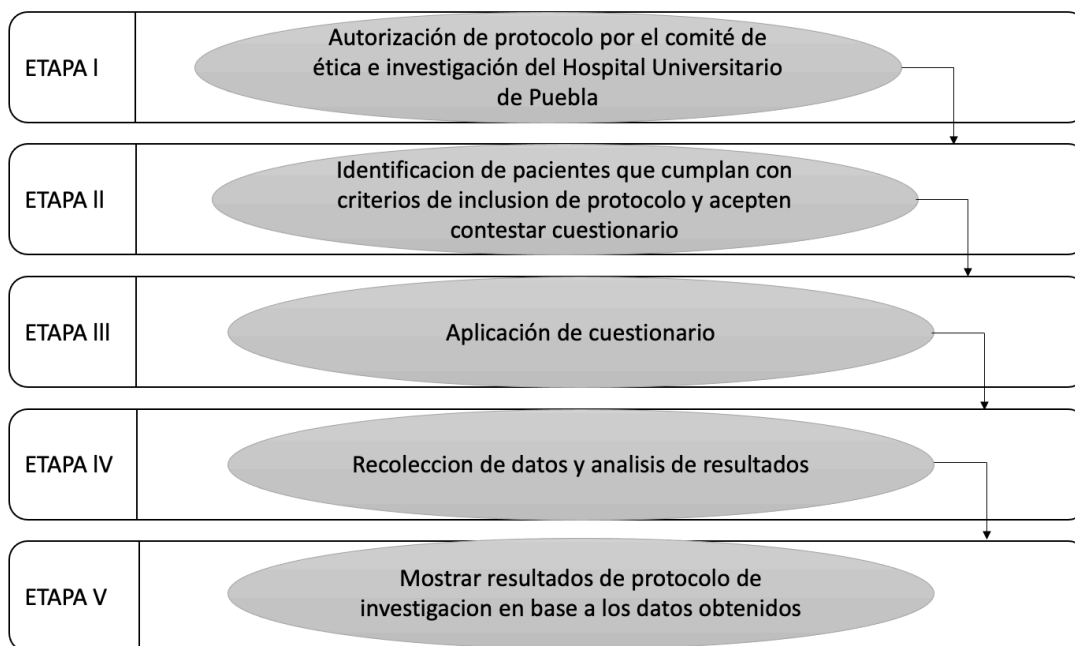 ETAPA I
Autorización de protocolo por el comité de
ética e investigación del Hospital Universitario
de Puebla
ETAPA II
Identificacion de pacientes que cumplan con
criterios de inclusion de protocolo y acepten
contestar cuestionario
ETAPA III
Aplicación de cuestionario
ETAPA IV
Recoleccion de datos y analisis de resultados
ETAPA V
Mostrar resultados de protocolo de
investigacion en base a los datos obtenidos